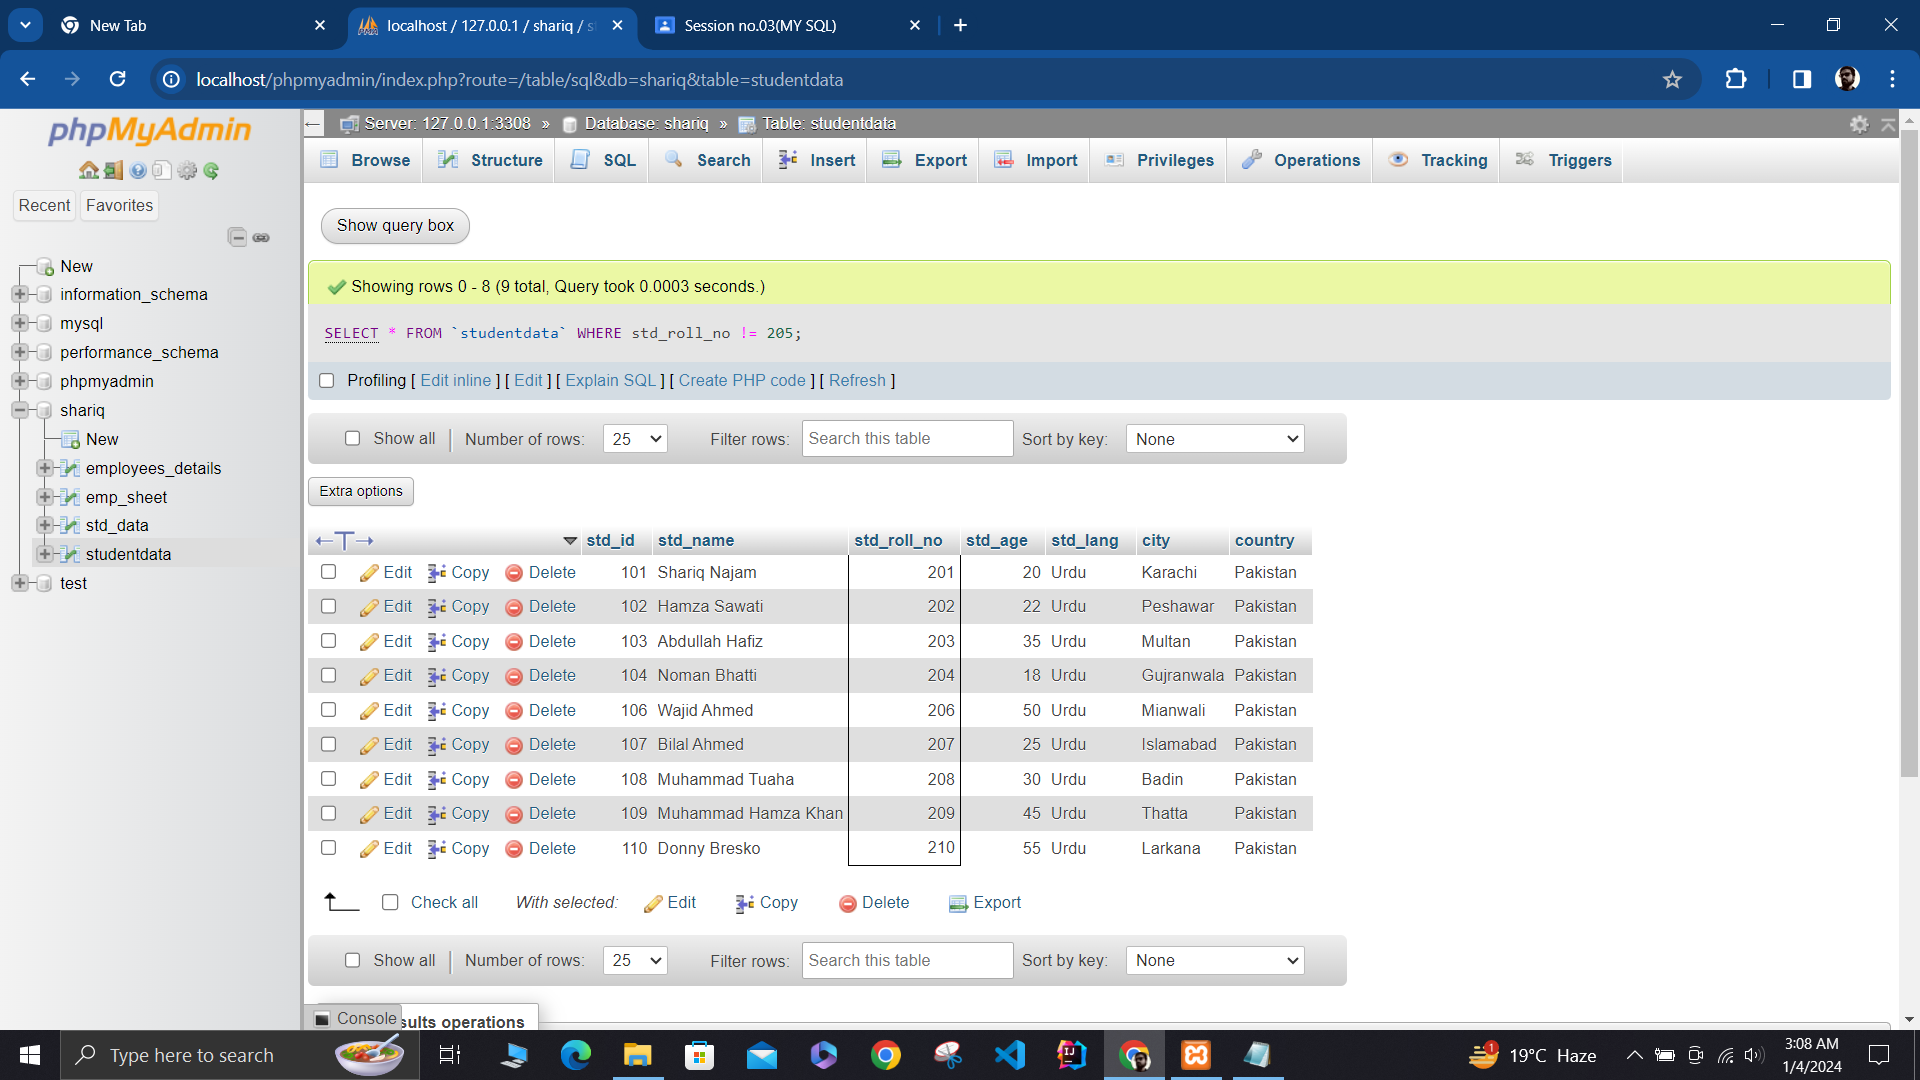 New Tab
localhost / 127.0.0.1 / shariq / s
Session no.03(MY SQL)
localhost/phpmyadmin/index.php?route=/table/sql&db=shariq&table=studentdata
phpMyAdmin
Recent Favorites
New
information_schema
mysql
performance_schema
phpmyadmin
shariq
New
employees_details
emp_sheet
std_data
studentdata
test
Server: 127.0.0.1:3308 » Database: shariq » Table: studentdata
Browse Structure SQL Search Insert Export Import Privileges Operations Tracking Triggers
Show query box
Showing rows 0 - 8 (9 total, Query took 0.0003 seconds.)
SELECT * FROM `studentdata` WHERE std_roll_no != 205;
Profiling [ Edit inline ] [ Edit ] [ Explain SQL ] [ Create PHP code ] [ Refresh ]
Show all Number of rows: 25 Filter rows: Search this table Sort by key: None
Extra options
←T→ std_id std_name std_roll_no std_age std_lang city country
Edit Copy Delete 101 Shariq Najam 201 20 Urdu Karachi Pakistan
Edit Copy Delete 102 Hamza Sawati 202 22 Urdu Peshawar Pakistan
Edit Copy Delete 103 Abdullah Hafiz 203 35 Urdu Multan Pakistan
Edit Copy Delete 104 Noman Bhatti 204 18 Urdu Gujranwala Pakistan
Edit Copy Delete 106 Wajid Ahmed 206 50 Urdu Mianwali Pakistan
Edit Copy Delete 107 Bilal Ahmed 207 25 Urdu Islamabad Pakistan
Edit Copy Delete 108 Muhammad Tuaha 208 30 Urdu Badin Pakistan
Edit Copy Delete 109 Muhammad Hamza Khan 209 45 Urdu Thatta Pakistan
Edit Copy Delete 110 Donny Bresko 210 55 Urdu Larkana Pakistan
Check all With selected: Edit Copy Delete Export
Show all Number of rows: 25 Filter rows: Search this table Sort by key: None
Console sults operations
Type here to search
1 19°C Haze
3:08 AM
1/4/2024